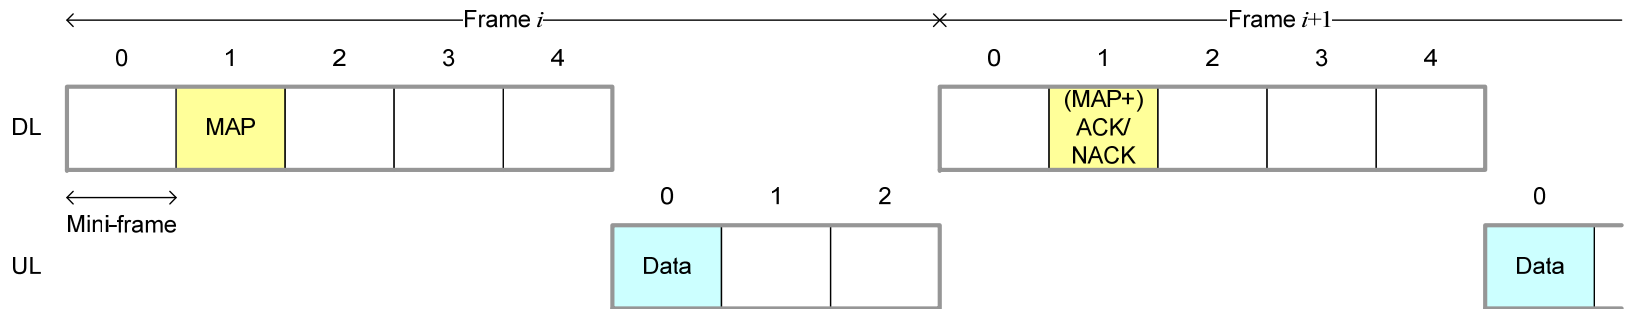 Frame i
Frame i+1
0 1 2 3 4
0 1 2 3 4
DL
MAP
(MAP+)
ACK/
NACK
Mini-frame
0 1 2
0
UL
Data
Data